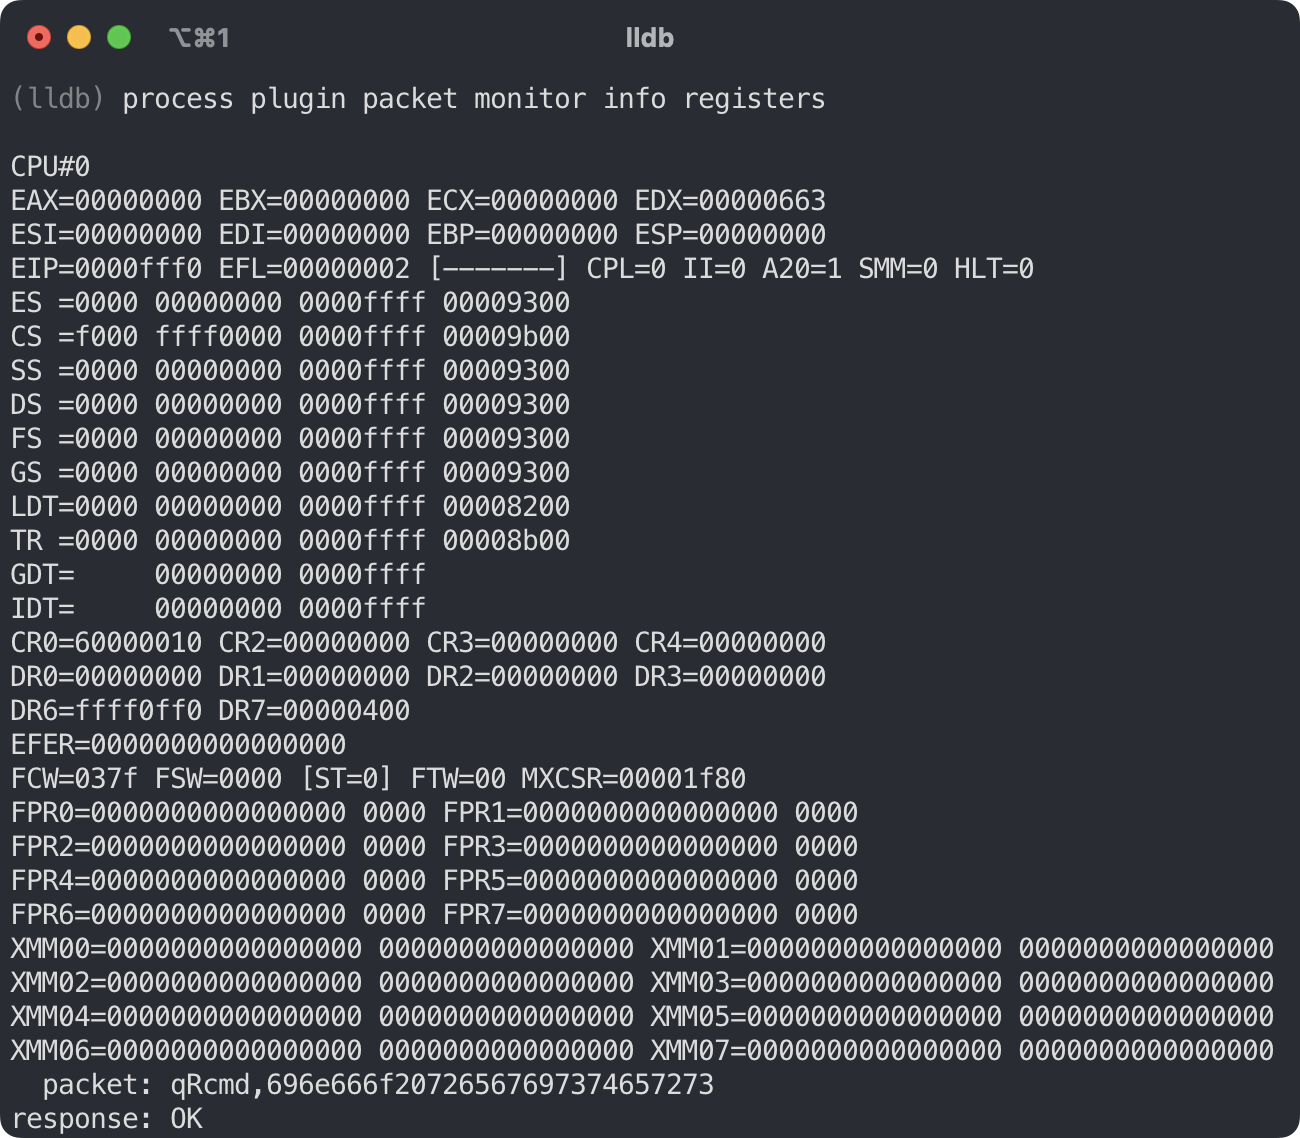 ⌥⌘1 lldb
(lldb) process plugin packet monitor info registers
CPU#0
EAX=00000000 EBX=00000000 ECX=00000000 EDX=00000663
ESI=00000000 EDI=00000000 EBP=00000000 ESP=00000000
EIP=0000fff0 EFL=00000002 [-------] CPL=0 II=0 A20=1 SMM=0 HLT=0
ES =0000 00000000 0000ffff 00009300
CS =f000 ffff0000 0000ffff 00009b00
SS =0000 00000000 0000ffff 00009300
DS =0000 00000000 0000ffff 00009300
FS =0000 00000000 0000ffff 00009300
GS =0000 00000000 0000ffff 00009300
LDT=0000 00000000 0000ffff 00008200
TR =0000 00000000 0000ffff 00008b00
GDT=     00000000 0000ffff
IDT=     00000000 0000ffff
CR0=60000010 CR2=00000000 CR3=00000000 CR4=00000000
DR0=00000000 DR1=00000000 DR2=00000000 DR3=00000000
DR6=ffff0ff0 DR7=00000400
EFER=0000000000000000
FCW=037f FSW=0000 [ST=0] FTW=00 MXCSR=00001f80
FPR0=0000000000000000 0000 FPR1=0000000000000000 0000
FPR2=0000000000000000 0000 FPR3=0000000000000000 0000
FPR4=0000000000000000 0000 FPR5=0000000000000000 0000
FPR6=0000000000000000 0000 FPR7=0000000000000000 0000
XMM00=0000000000000000 0000000000000000 XMM01=0000000000000000 0000000000000000
XMM02=0000000000000000 0000000000000000 XMM03=0000000000000000 0000000000000000
XMM04=0000000000000000 0000000000000000 XMM05=0000000000000000 0000000000000000
XMM06=0000000000000000 0000000000000000 XMM07=0000000000000000 0000000000000000
  packet: qRcmd,696e666f20726567697374657273
response: OK